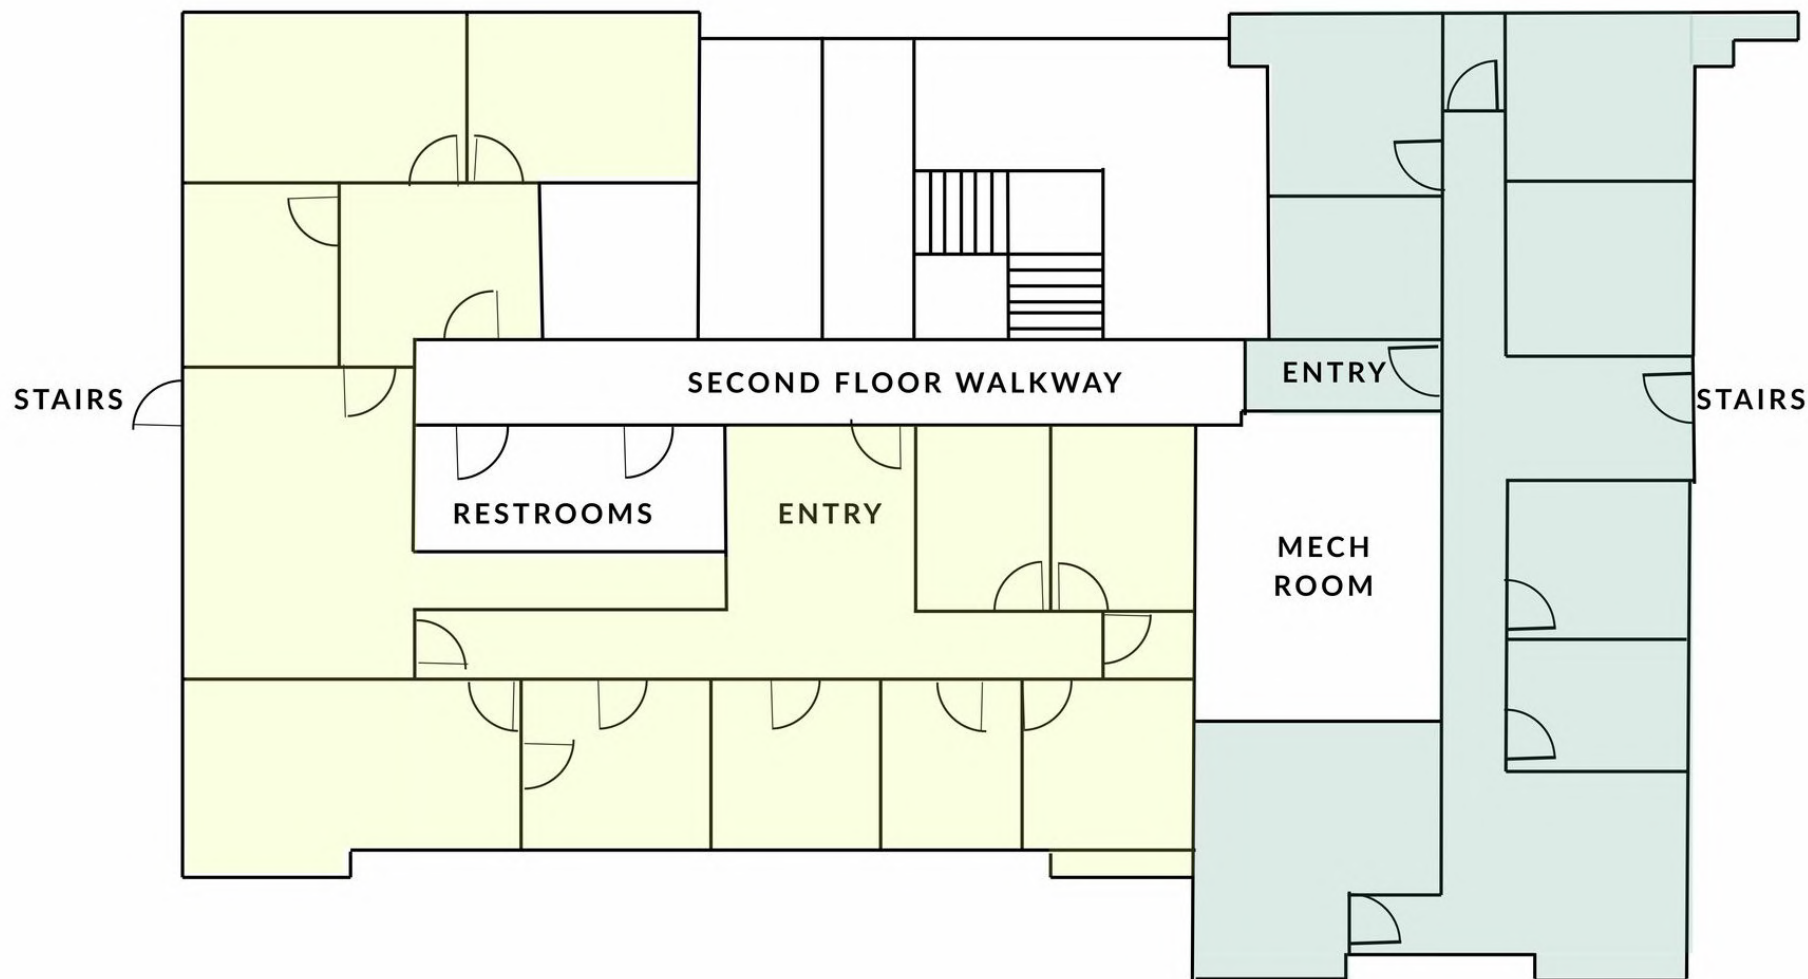 SECOND FLOOR WALKWAY
ENTRY
STAIRS
STAIRS
RESTROOMS
ENTRY
MECH
ROOM